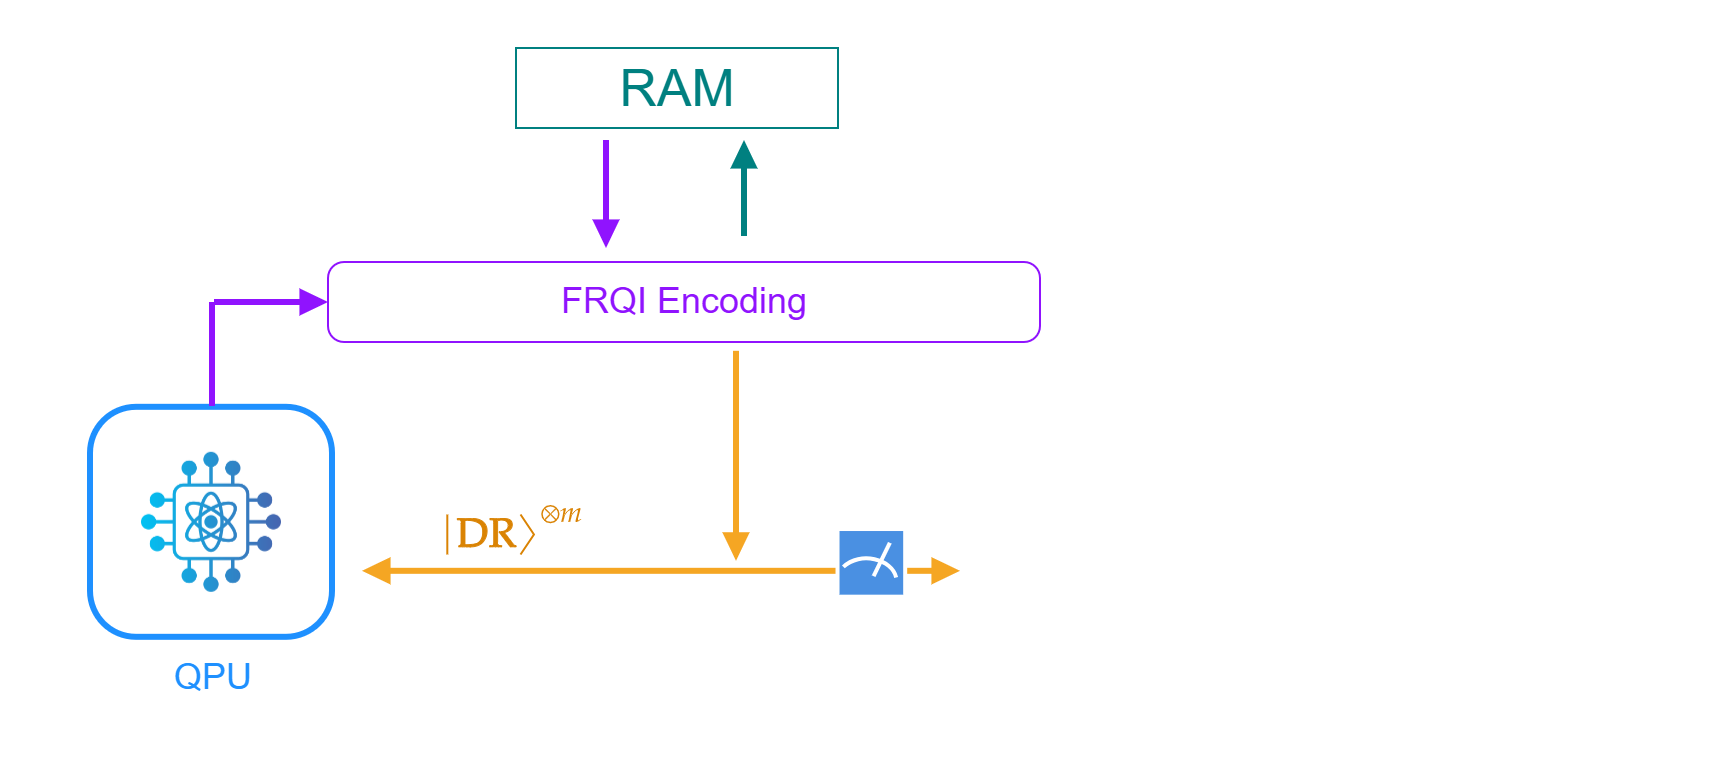 RAM
FRQI Encoding
|DR⟩⊗m
QPU